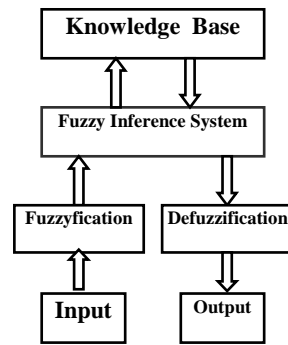 Knowledge Base
Fuzzy Inference System
Fuzzyfication
Defuzzification
Input
Output